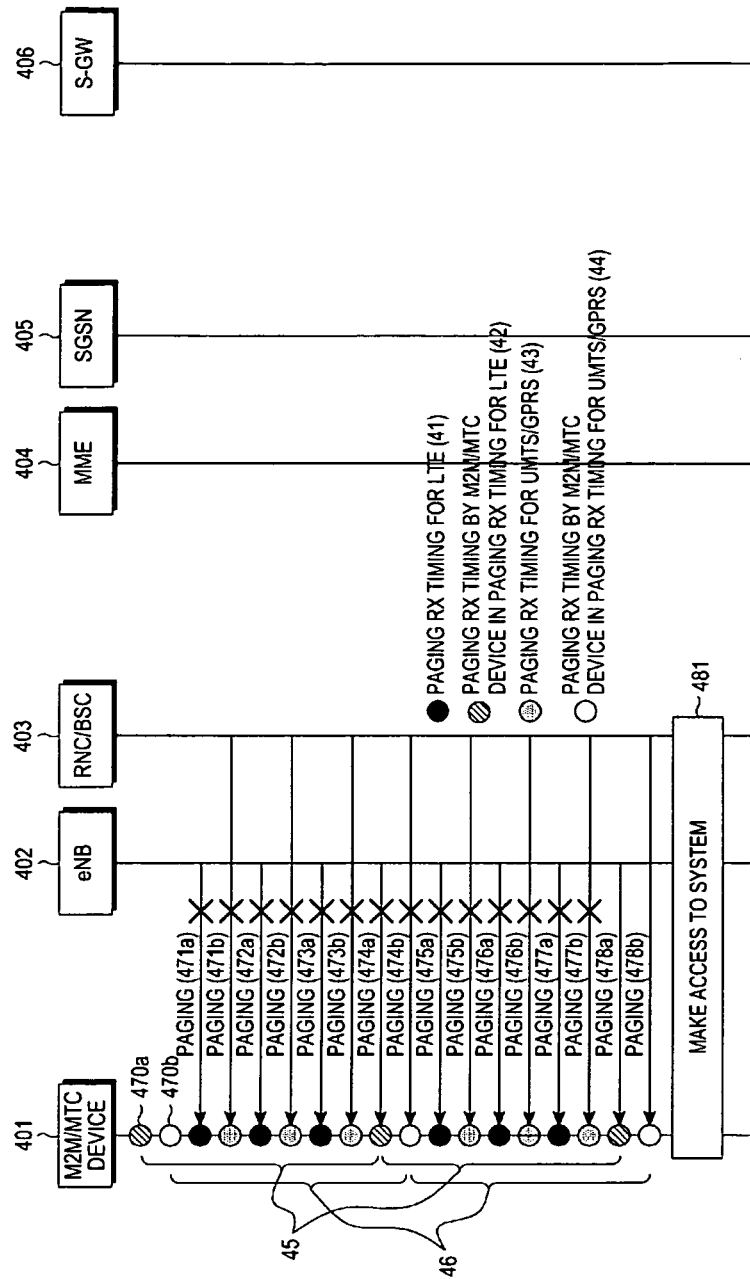 401
M2M/MTC
DEVICE
402
eNB
403
RNC/BSC
404
MME
405
SGSN
406
S-GW
470a
470b
PAGING (471a)
PAGING (471b)
PAGING (472a)
PAGING (472b)
PAGING (473a)
PAGING (473b)
PAGING (474a)
PAGING (474b)
PAGING (475a)
PAGING (475b)
PAGING (476a)
PAGING (476b)
PAGING (477a)
PAGING (477b)
PAGING (478a)
PAGING (478b)
45
46
PAGING RX TIMING FOR LTE (41)
PAGING RX TIMING BY M2M/MTC
DEVICE IN PAGING RX TIMING FOR LTE (42)
PAGING RX TIMING FOR UMTS/GPRS (43)
PAGING RX TIMING BY M2M/MTC
DEVICE IN PAGING RX TIMING FOR UMTS/GPRS (44)
481
MAKE ACCESS TO SYSTEM